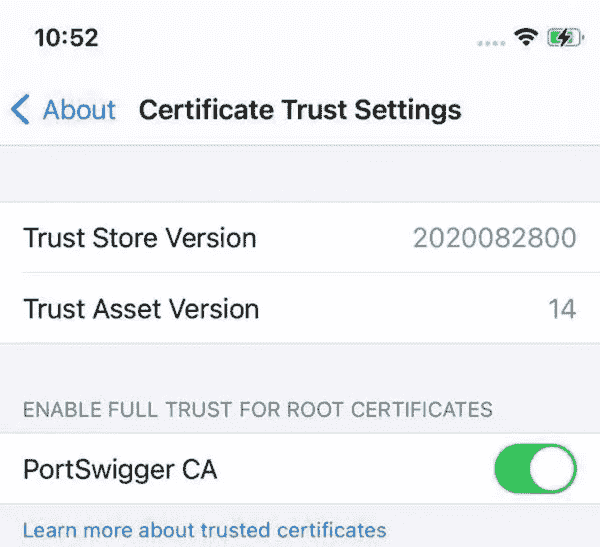 10:52
About Certificate Trust Settings
Trust Store Version 2020082800
Trust Asset Version 14
ENABLE FULL TRUST FOR ROOT CERTIFICATES
PortSwigger CA
Learn more about trusted certificates